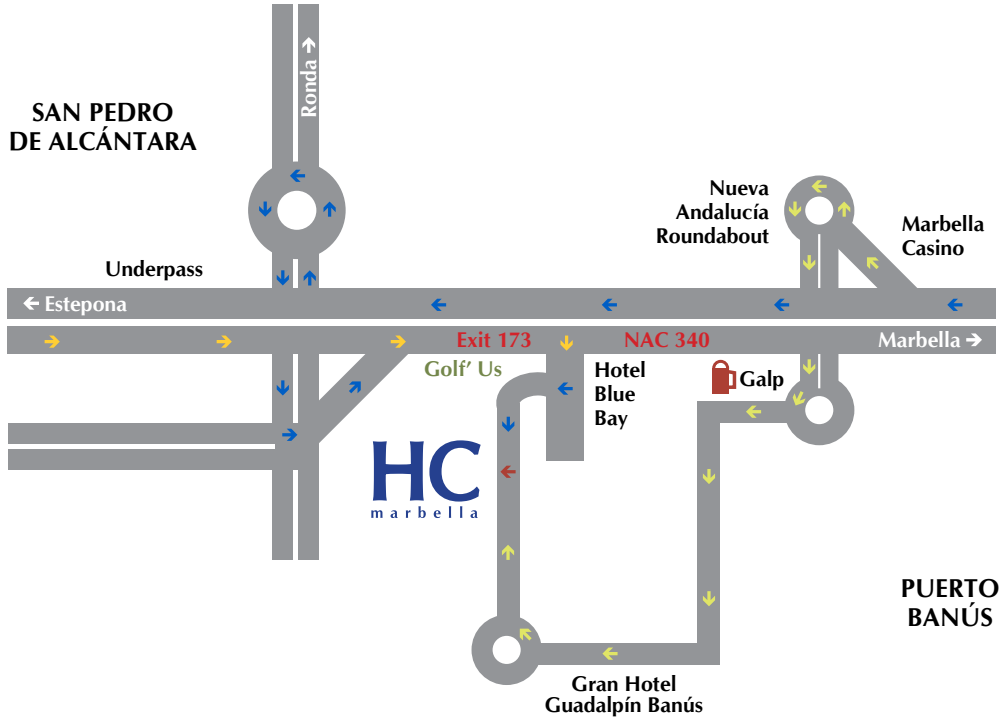 Ronda
SAN PEDRO
DE ALCÁNTARA
Nueva
Andalucía
Roundabout
Marbella
Casino
Underpass
Estepona
Exit 173
NAC 340
Marbella
Golf’ Us
Hotel
Blue
Bay
Galp
HC
marbella
PUERTO
BANÚS
Gran Hotel
Guadalpín Banús